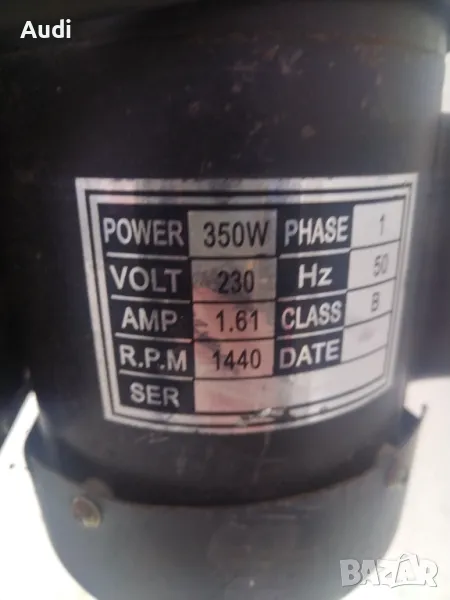 Audi
POWER 350W PHASE 1
VOLT 230 Hz 50
AMP 1.61 CLASS B
R.P.M 1440 DATE
SER
BAZAR